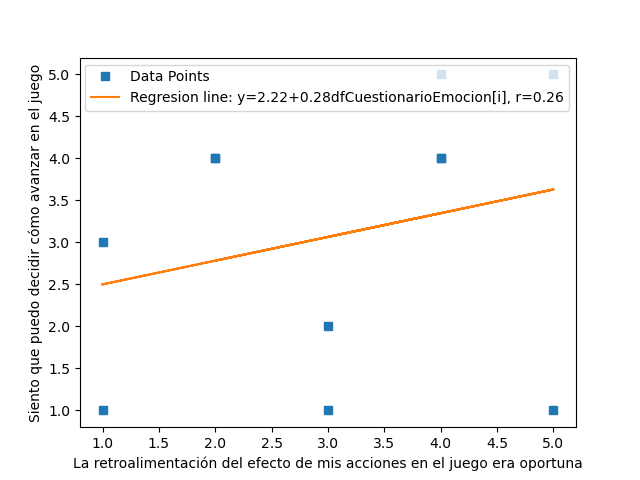 Data Points
Regresion line: y=2.22+0.28dfCuestionarioEmocion[i], r=0.26
Siento que puedo decidir cómo avanzar en el juego
5.0
4.5
4.0
3.5
3.0
2.5
2.0
1.5
1.0
1.0 1.5 2.0 2.5 3.0 3.5 4.0 4.5 5.0
La retroalimentación del efecto de mis acciones en el juego era oportuna